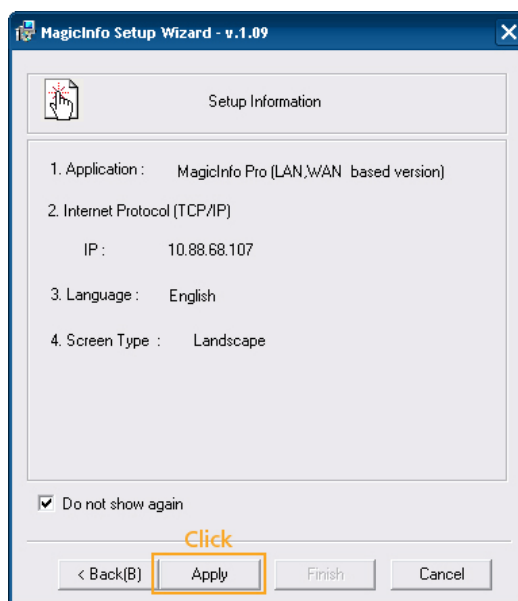 MagicInfo Setup Wizard - v.1.09
Setup Information
1. Application : MagicInfo Pro (LAN,WAN based version)
2. Internet Protocol (TCP/IP)
IP : 10.88.68.107
3. Language : English
4. Screen Type : Landscape
Do not show again
Click
< Back(B) Apply Finish Cancel